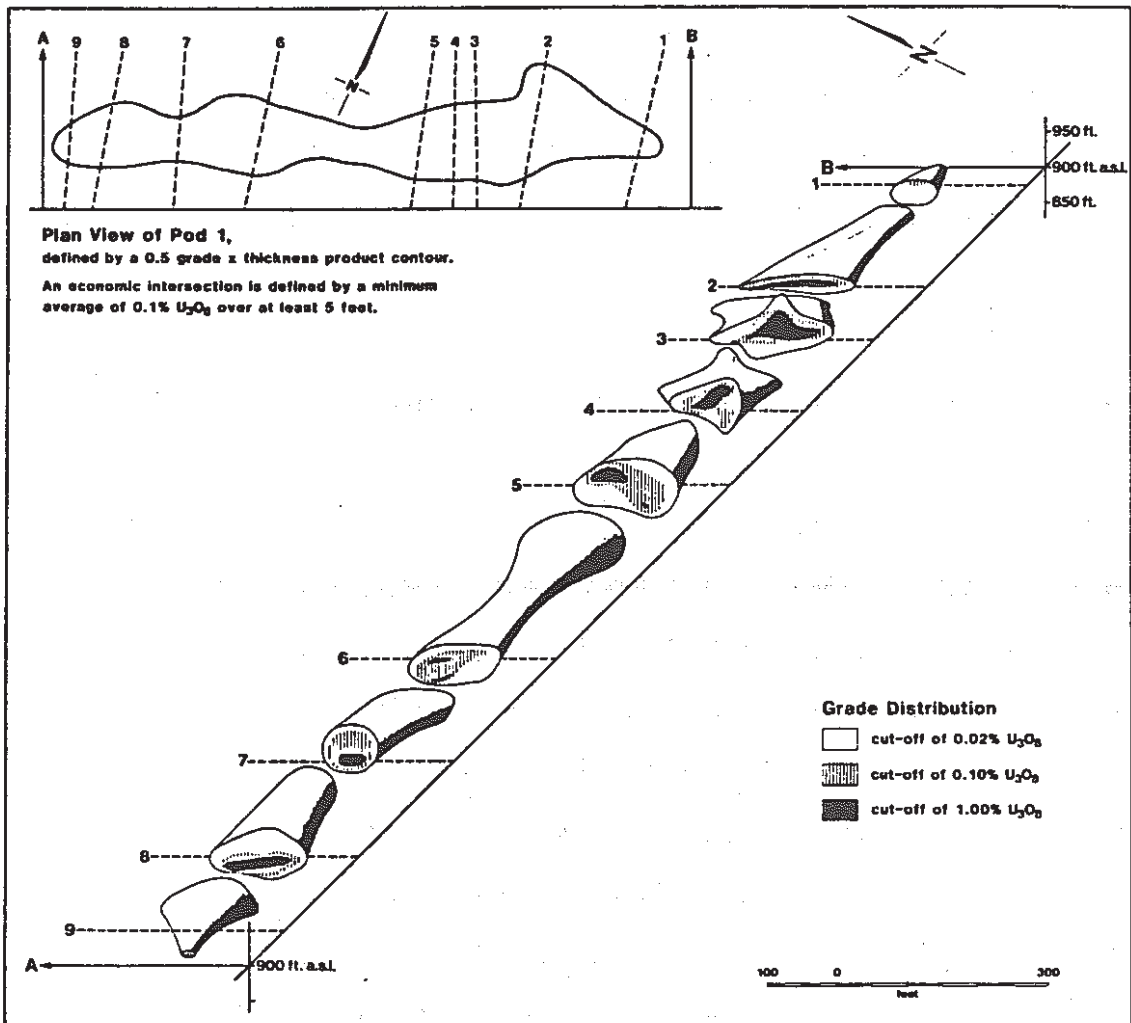 A
9
8
7
6
5
4
3
2
1
B
N
N
Plan View of Pod 1,
defined by a 0.5 grade x thickness product contour.
An economic intersection is defined by a minimum
average of 0.1% U₃O₈ over at least 5 feet.
950 ft.
B
900 ft. a.s.l.
1
850 ft.
2
3
4
5
6
7
8
9
A
900 ft. a.s.l.
Grade Distribution
cut-off of 0.02% U₃O₈
cut-off of 0.10% U₃O₈
cut-off of 1.00% U₃O₈
100 0 300
feet